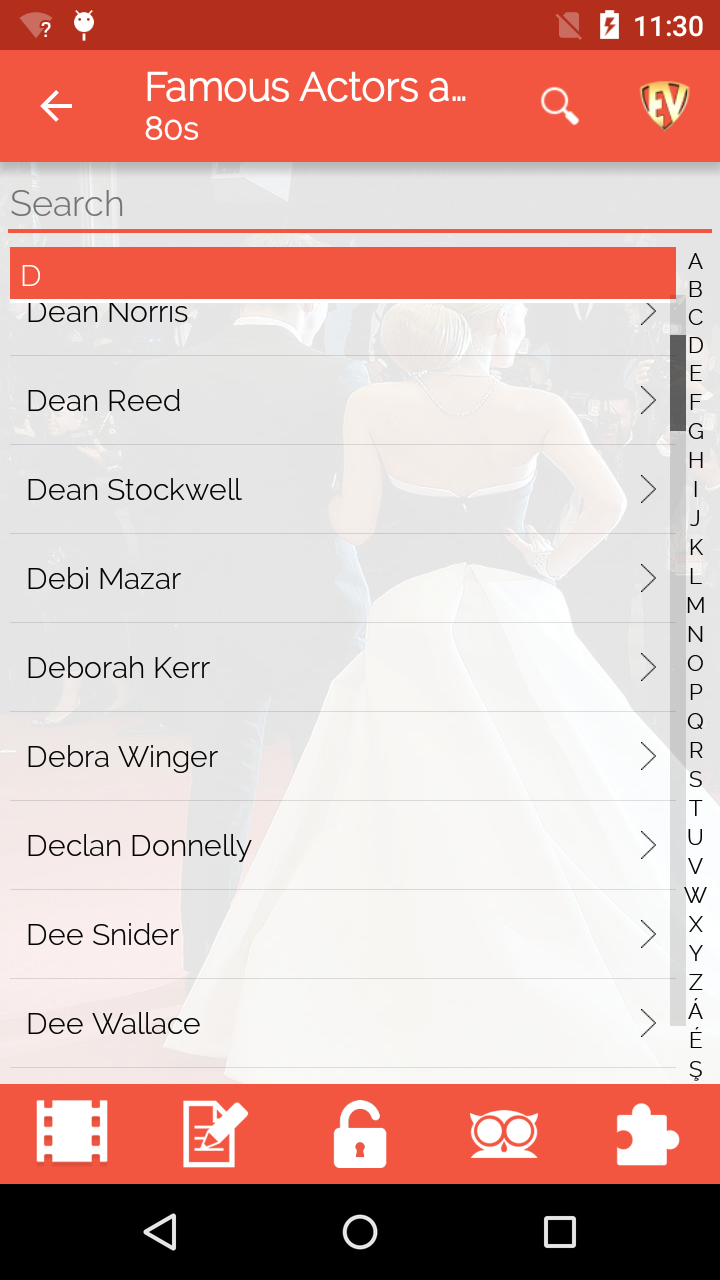 ?
11:30
Famous Actors a...
80s
EV
Search
D
Dean Norris
Dean Reed
Dean Stockwell
Debi Mazar
Deborah Kerr
Debra Winger
Declan Donnelly
Dee Snider
Dee Wallace
A
B
C
D
E
F
G
H
I
J
K
L
M
N
O
P
Q
R
S
T
U
V
W
X
Y
Z
Á
É
Ş